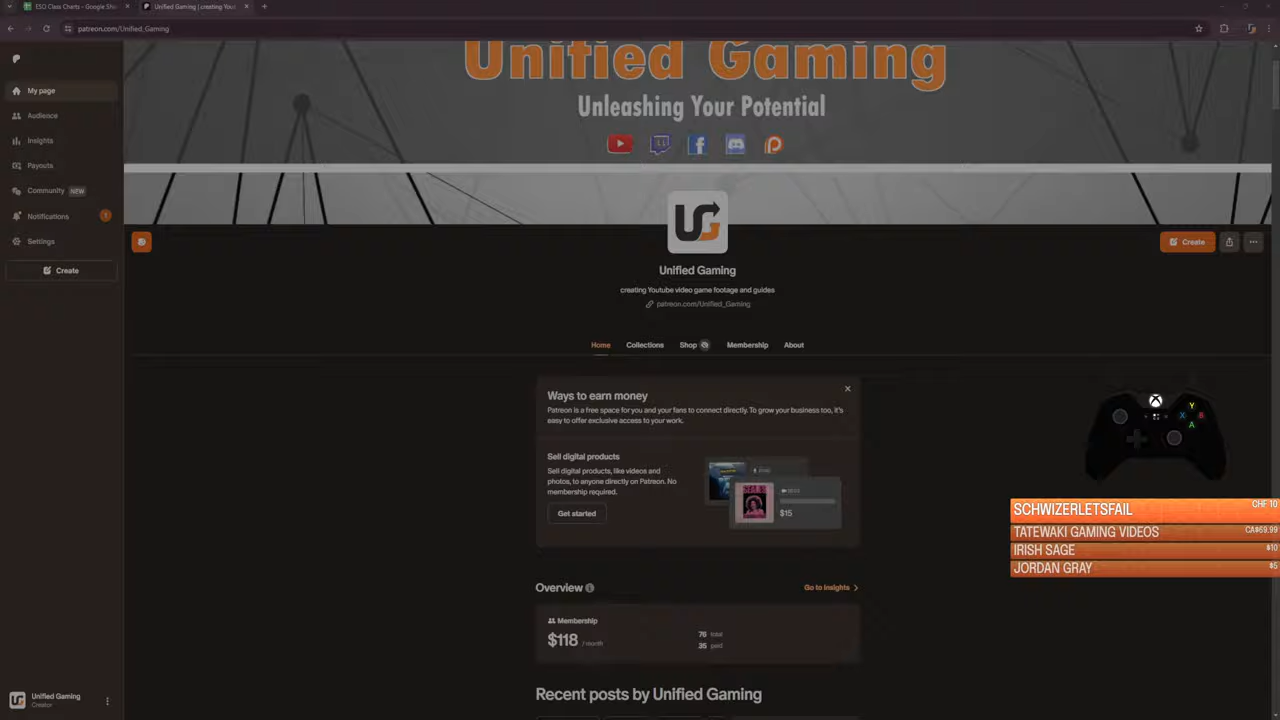 ESO Class Charts - Google She
Unified Gaming | creating Your
patreon.com/Unified_Gaming
My page
Audience
Insights
Payouts
Community NEW
Notifications 1
Settings
Create
Unified Gaming
Unleashing Your Potential
UG
Create
Unified Gaming
creating Youtube video game footage and guides
patreon.com/Unified_Gaming
Home Collections Shop Membership About
Ways to earn money
Patreon is a free space for you and your fans to connect directly. To grow your business too, it's
easy to offer exclusive access to your work.
Sell digital products
Sell digital products, like videos and
photos, to anyone directly on Patreon. No
membership required.
Get started
$15
Y
X B
A
SCHWIZERLETSFAIL CHF 10
TATEWAKI GAMING VIDEOS CA$69.99
IRISH SAGE $10
JORDAN GRAY $5
Overview
Go to Insights
Membership
$118 / month
76 total
35 paid
Recent posts by Unified Gaming
Unified Gaming
Creator